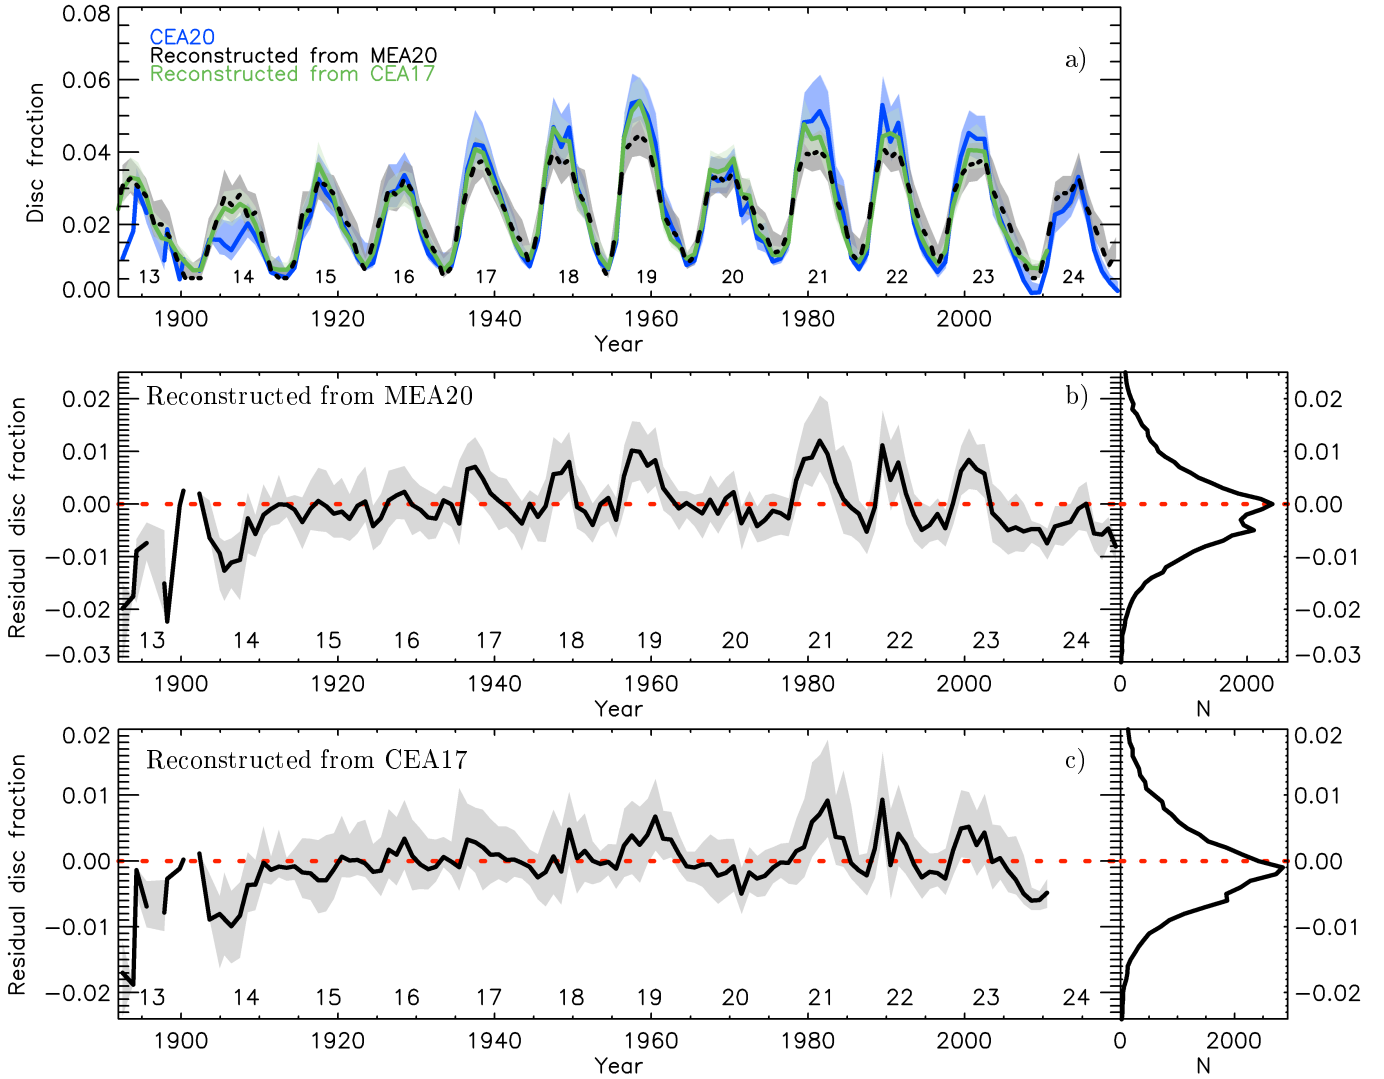 0.08
0.06
0.04
0.02
0.00
Disc fraction
CEA20
Reconstructed from MEA20
Reconstructed from CEA17
a)
13 14 15 16 17 18 19 20 21 22 23 24
1900 1920 1940 1960 1980 2000
Year
0.02
0.01
0.00
−0.01
−0.02
−0.03
Residual disc fraction
Reconstructed from MEA20
b)
13 14 15 16 17 18 19 20 21 22 23 24
1900 1920 1940 1960 1980 2000
Year
0.02
0.01
0.00
−0.01
−0.02
−0.03
0 2000
N
0.02
0.01
0.00
−0.01
−0.02
Residual disc fraction
Reconstructed from CEA17
c)
13 14 15 16 17 18 19 20 21 22 23 24
1900 1920 1940 1960 1980 2000
Year
0.02
0.01
0.00
−0.01
−0.02
0 2000
N